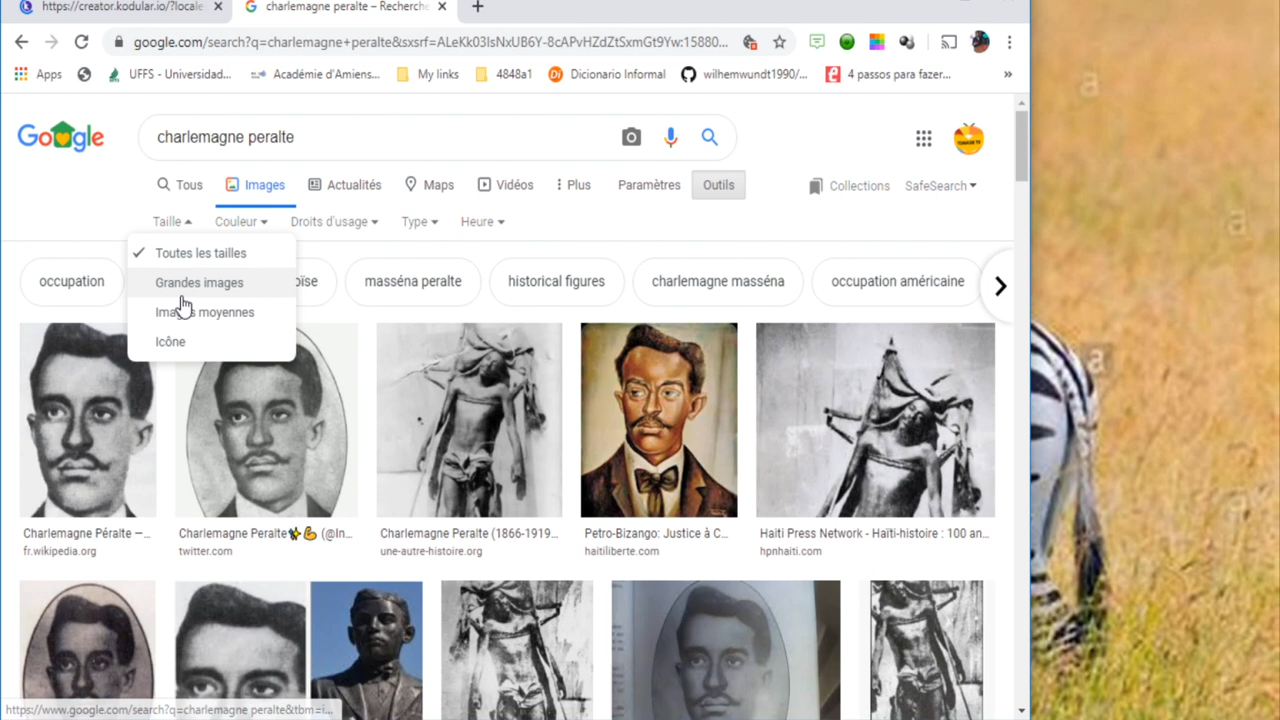 https://creator.kodular.io/?locale
charlemagne peralte – Recherche
google.com/search?q=charlemagne+peralte&sxsrf=ALeKk03IsNxUB6Y-8cAPvHZdZtSxmGt9Yw:15880...
Apps
UFFS - Universidad...
Académie d'Amiens...
My links
4848a1
Dicionario Informal
wilhemwundt1990/...
4 passos para fazer...
»
Google
charlemagne peralte
Tous
Images
Actualités
Maps
Vidéos
Plus
Paramètres
Outils
Collections
SafeSearch
Taille
Couleur
Droits d'usage
Type
Heure
Toutes les tailles
Grandes images
Images moyennes
Icône
occupation
oïse
masséna peralte
historical figures
charlemagne masséna
occupation américaine
Charlemagne Péralte —...
fr.wikipedia.org
Charlemagne Peralte✨💪 (@In...
twitter.com
Charlemagne Peralte (1866-1919...
une-autre-histoire.org
Petro-Bizango: Justice à C...
haitiliberte.com
Haiti Press Network - Haïti-histoire : 100 an...
hpnhaiti.com
https://www.google.com/search?q=charlemagne peralte&tbm=i...
a
a
a